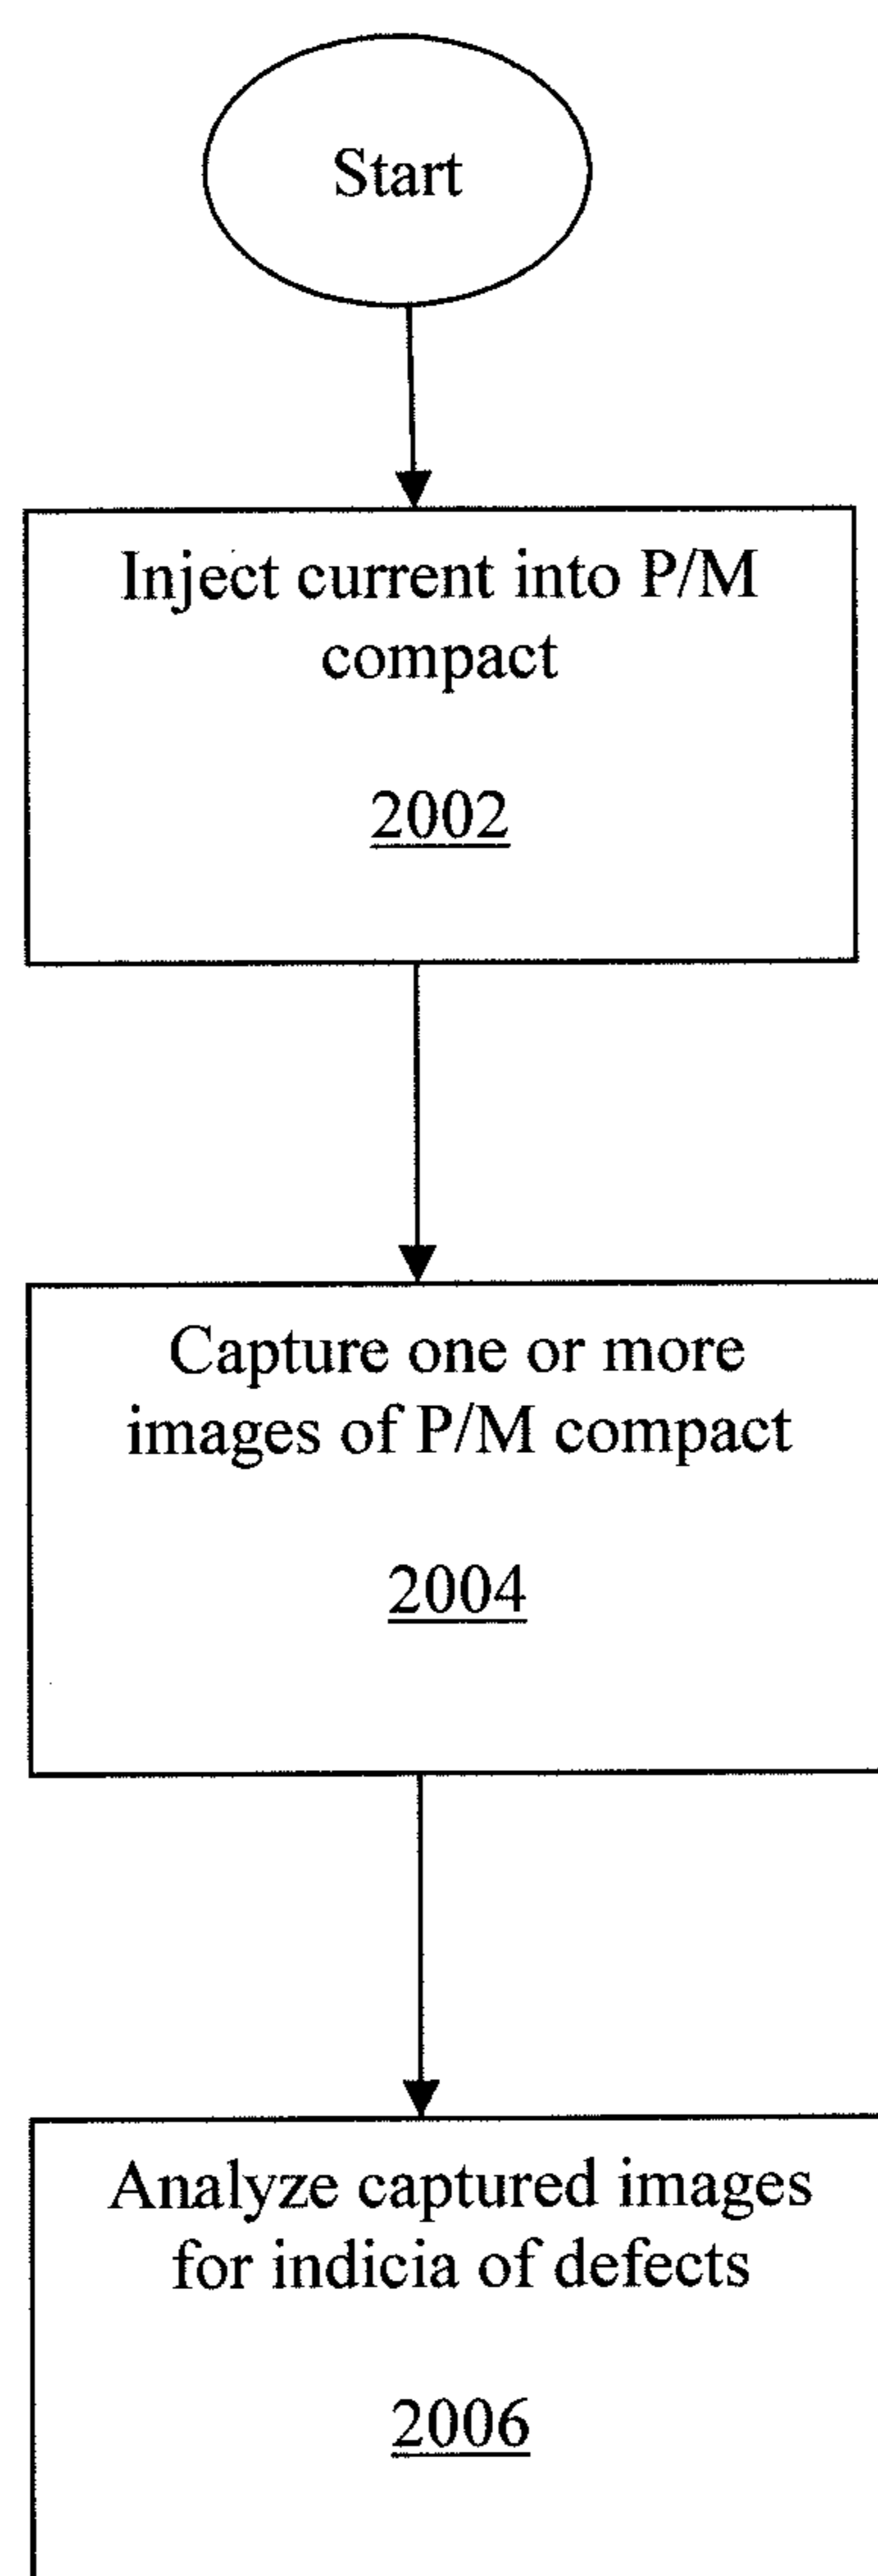 Start
Inject current into P/M
compact
2002
Capture one or more
images of P/M compact
2004
Analyze captured images
for indicia of defects
2006